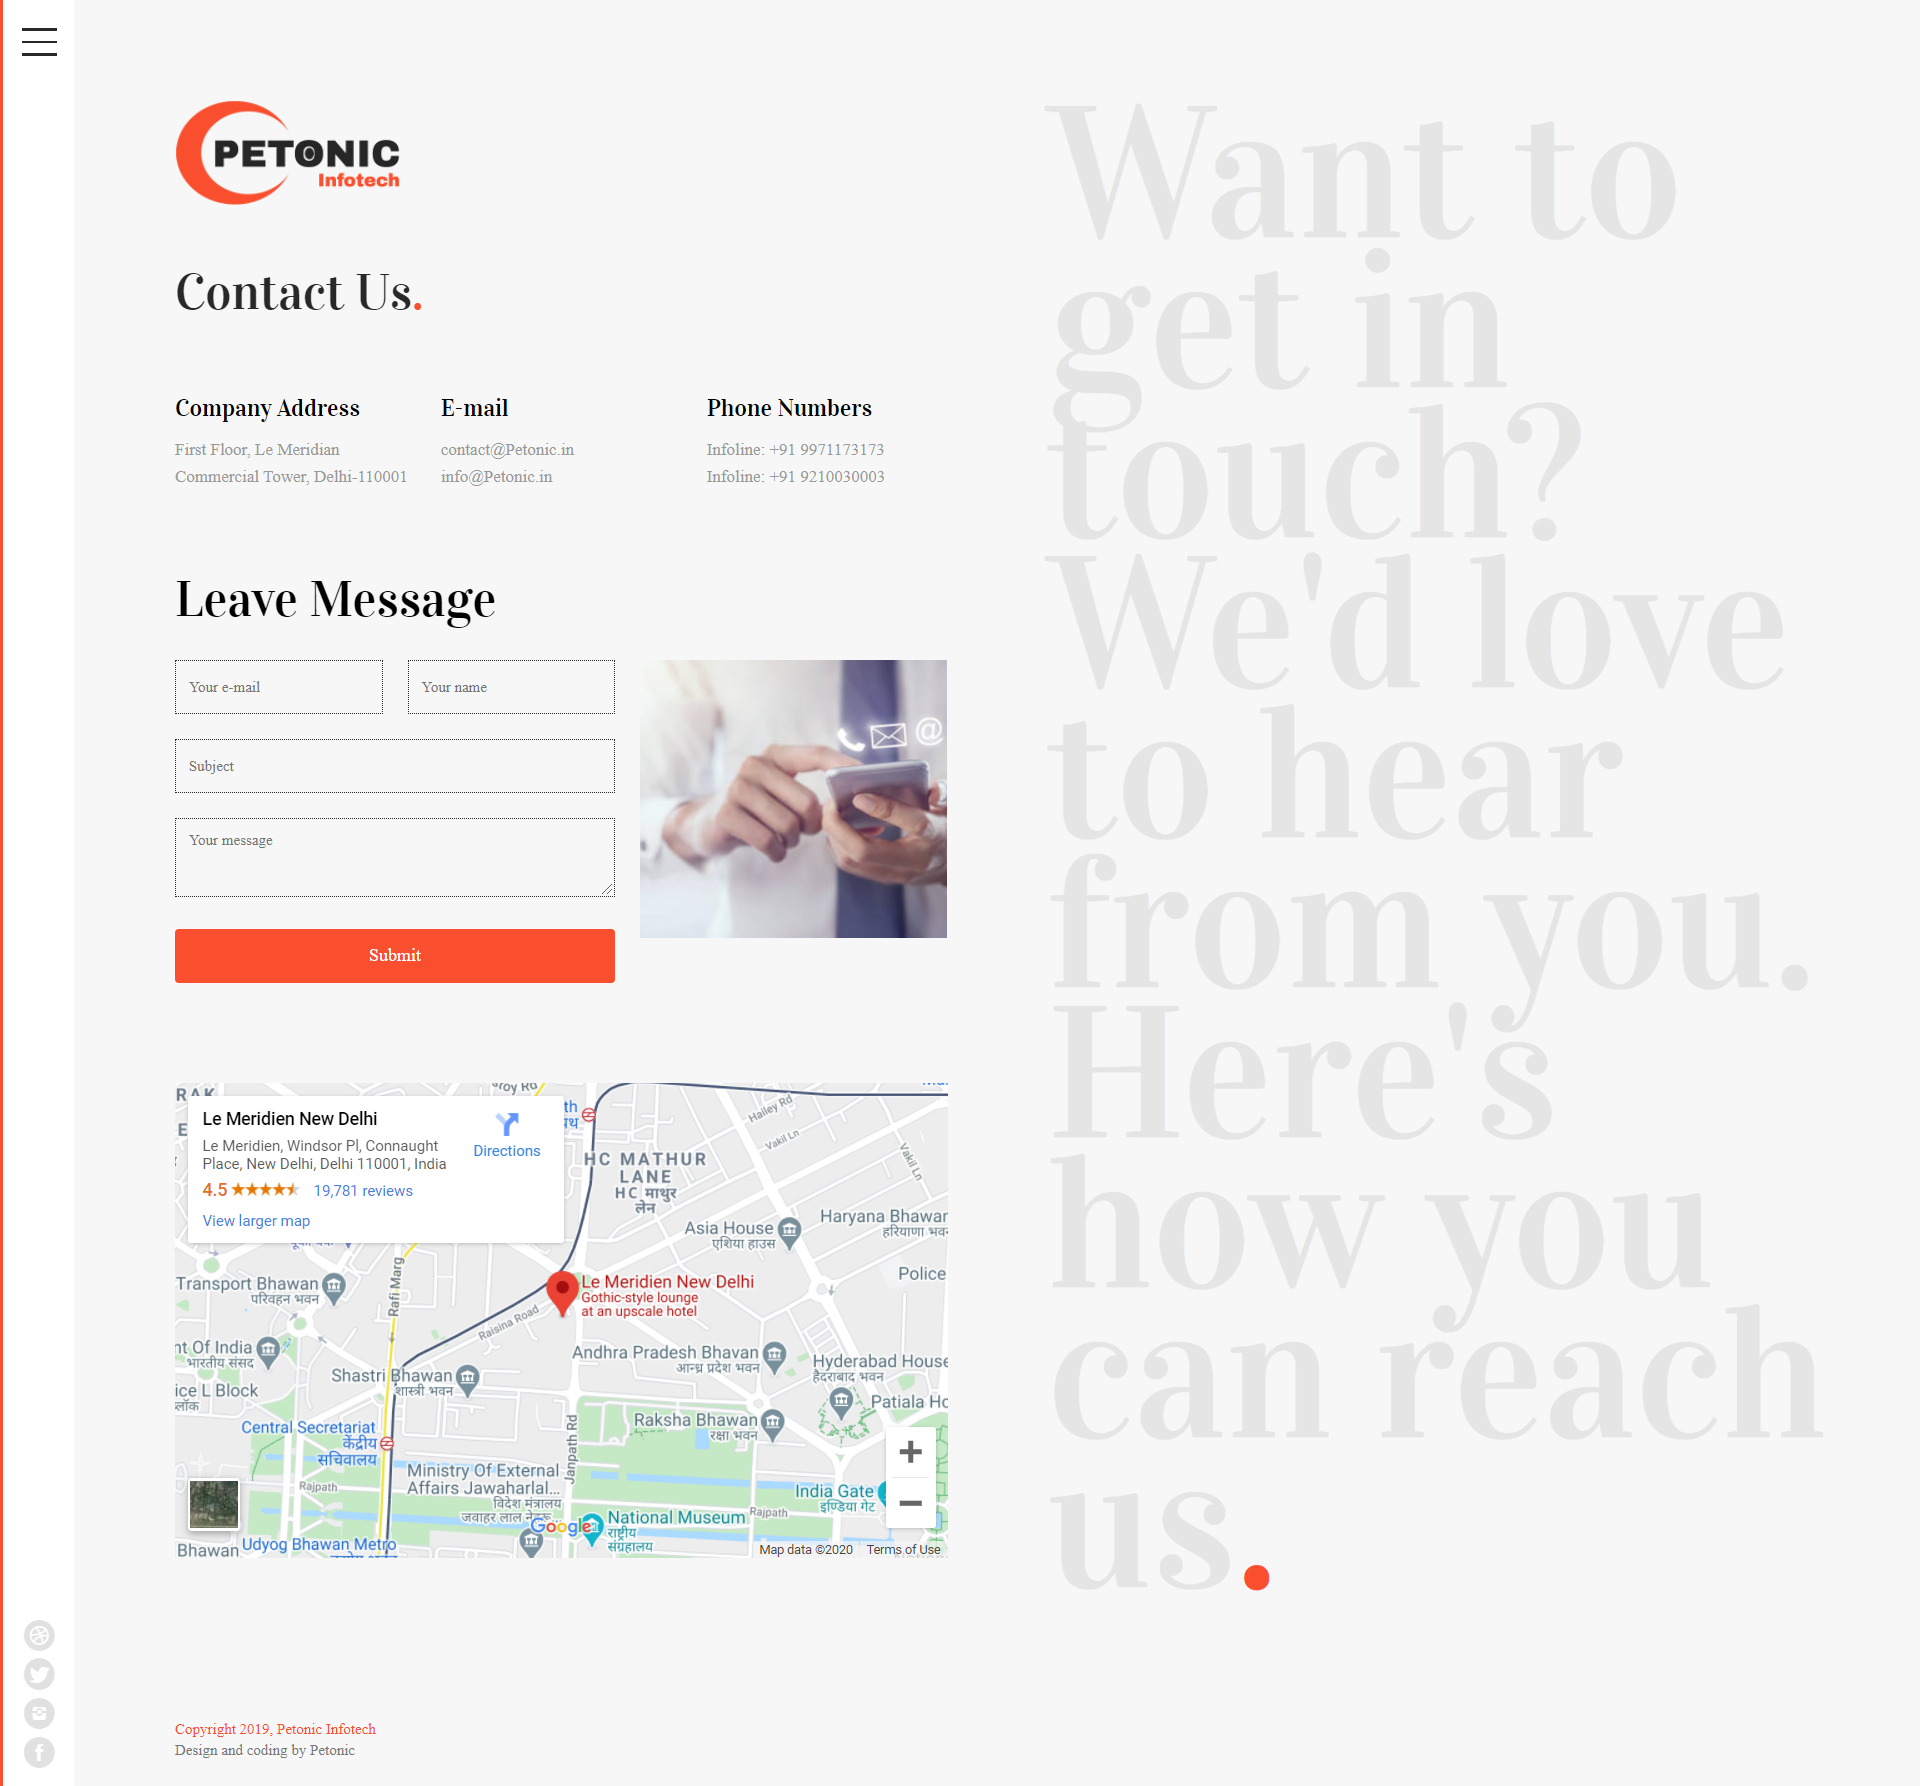 PETONIC
Infotech
Contact Us.
Company Address
First Floor, Le Meridian
Commercial Tower, Delhi-110001
E-mail
contact@Petonic.in
info@Petonic.in
Phone Numbers
Infoline: +91 9971173173
Infoline: +91 9210030003
Leave Message
Your e-mail
Your name
Subject
Your message
@
Submit
Le Meridien New Delhi
Le Meridien, Windsor Pl, Connaught
Place, New Delhi, Delhi 110001, India
Directions
4.5 ★★★★ 19,781 reviews
View larger map
Hailey Rd
Vakil Ln
Vakil Ln
HC MATHUR
LANE
HC माथुर
लेन
Asia House
एशिया हाउस
Haryana Bhawan
हरियाणा भवन
Transport Bhawan
परिवहन भवन
Rafi Marg
Police
Le Meridien New Delhi
Gothic-style lounge
at an upscale hotel
Raisina Road
nt Of India
भारतीय संसद
Andhra Pradesh Bhavan
आन्ध्र प्रदेश भवन
Hyderabad House
हैदराबाद भवन
Shastri Bhawan
शास्त्री भवन
ice L Block
ब्लॉक
Patiala Ho
Raksha Bhawan
रक्षा भवन
Central Secretariat
केंद्रीय
सचिवालय
Janpath Rd
Ministry Of External
Affairs Jawaharlal...
विदेश मंत्रालय
जवाहर लाल नेहरू...
Rajpath
India Gate
इण्डिया गेट
National Museum
राष्ट्रीय
संग्रहालय
Rajpath
Google
Bhawan
Udyog Bhawan Metro
Map data ©2020 Terms of Use
Want to
get in
touch?
We'd love
to hear
from you.
Here's
how you
can reach
us.
Copyright 2019, Petonic Infotech
Design and coding by Petonic